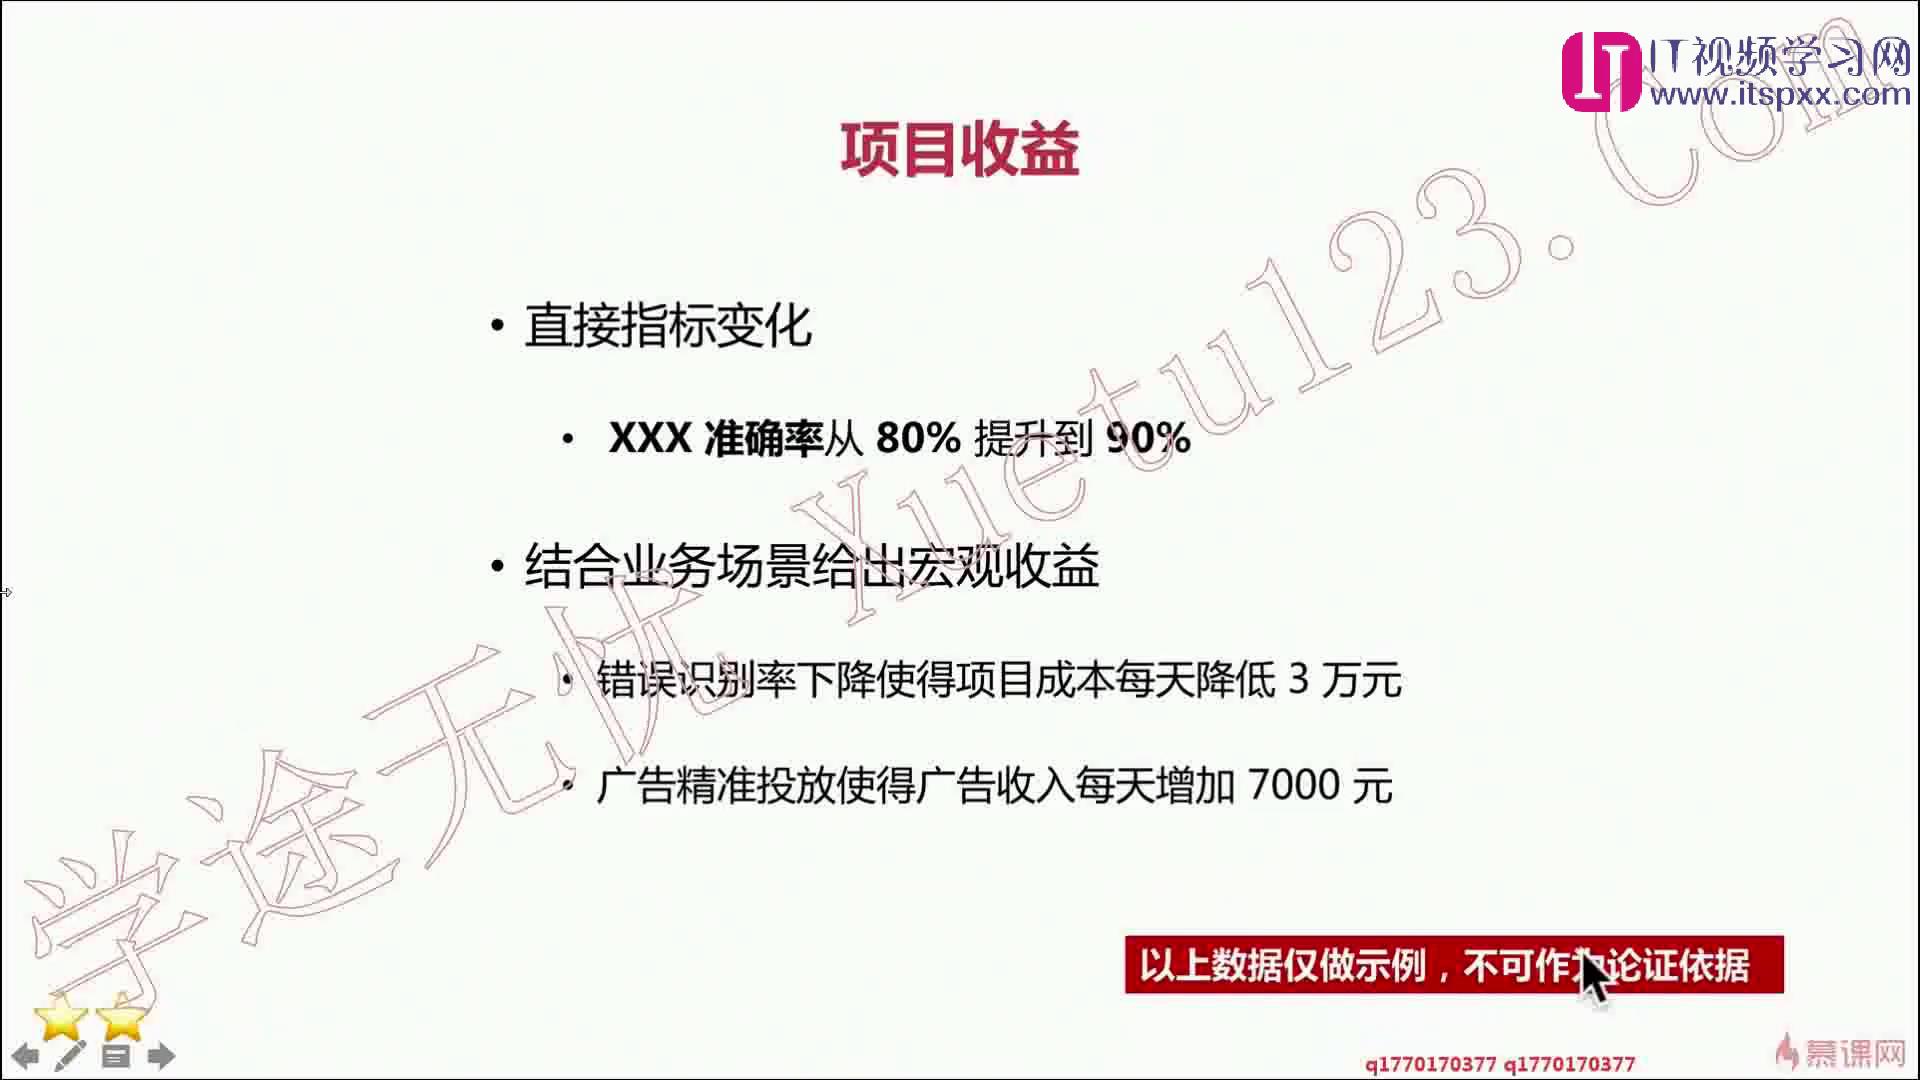 IT视频学习网
www.itspxx.com
项目收益
• 直接指标变化
• XXX 准确率从 80% 提升到 90%
• 结合业务场景给出宏观收益
• 错误识别率下降使得项目成本每天降低 3 万元
• 广告精准投放使得广告收入每天增加 7000 元
学途无忧 Xuetu123.Com
以上数据仅做示例，不可作为论证依据
q1770170377 q1770170377
慕课网